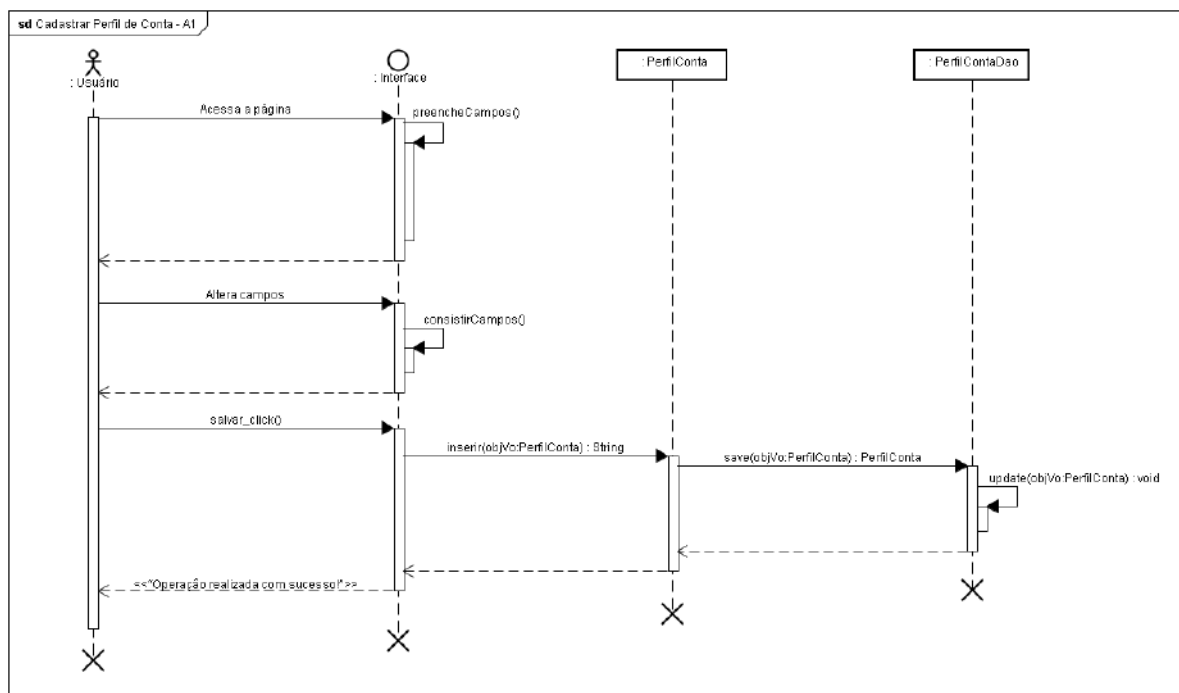 sd Cadastrar Perfil de Conta - A1
: Usuário
: Interface
: PerfilConta
: PerfilContaDao
Acessa a página
preencheCampos()
Altera campos
consistirCampos()
salvar_click()
inserir(objVo:PerfilConta) : String
save(objVo:PerfilConta) : PerfilConta
update(objVo:PerfilConta) : void
<<"Operação realizada com sucesso!">>